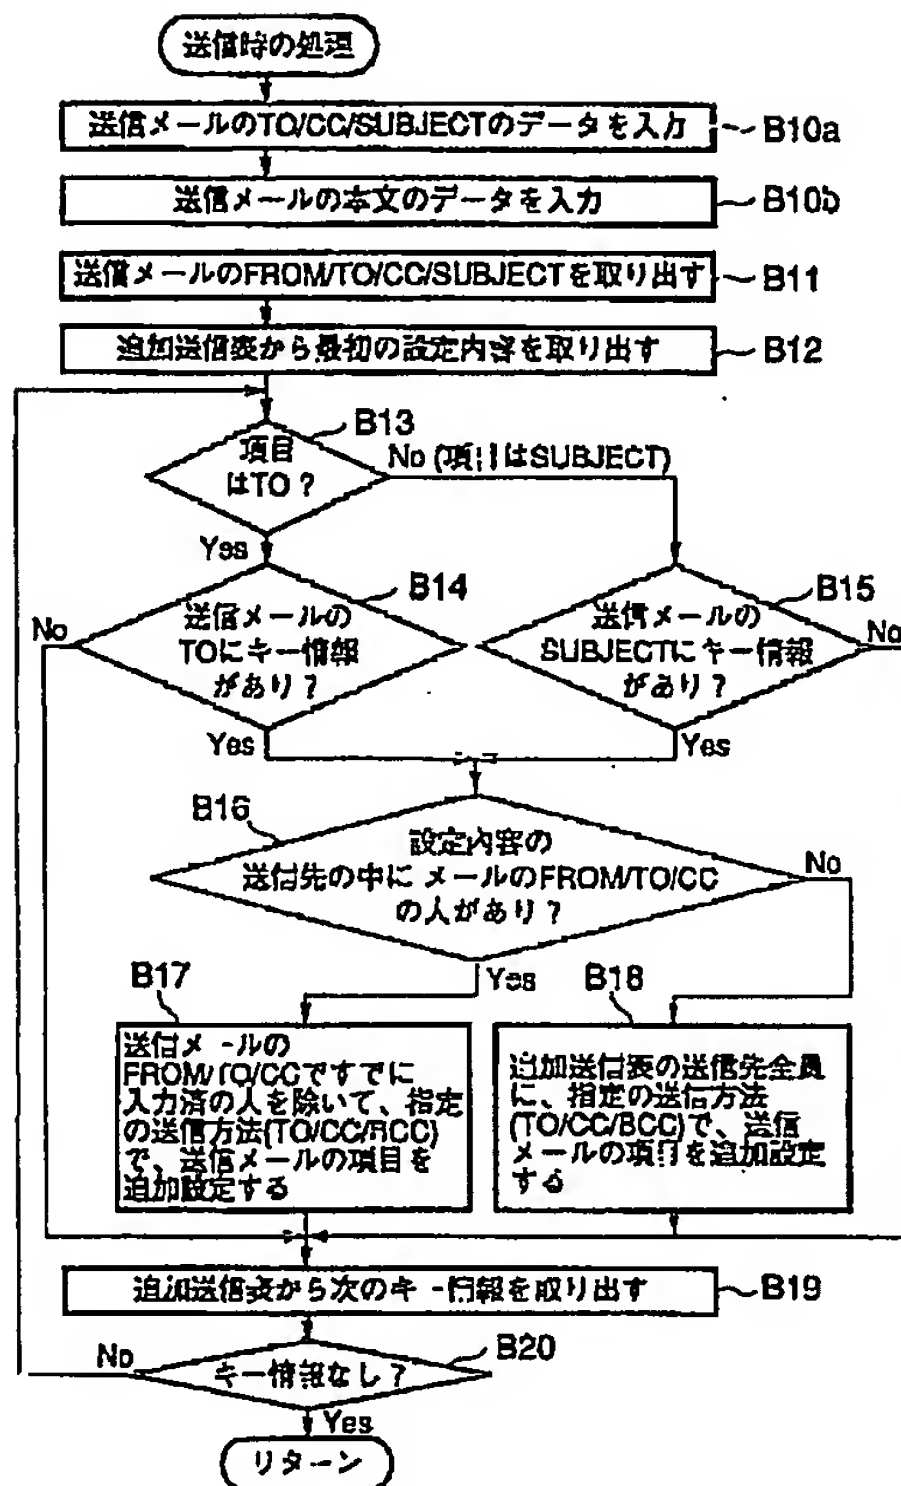 送信時の処理
送信メールのTO/CC/SUBJECTのデータを入力
B10a
送信メールの本文のデータを入力
B10b
送信メールのFROM/TO/CC/SUBJECTを取り出す
B11
追加送信表から最初の設定内容を取り出す
B12
B13
項目
はTO？
No (項目はSUBJECT)
Yes
B14
送信メールの
TOにキー情報
があり？
No
Yes
B15
送信メールの
SUBJECTにキー情報
があり？
No
Yes
B16
設定内容の
送付先の中に メールのFROM/TO/CC
の人があり？
No
Yes
B17
送付メールの
FROM/TO/CCですでに
入力済の人を除いて、指定
の送信方法(TO/CC/BCC)
で、送信メールの項目を
追加設定する
B18
追加送信表の送信先全員
に、指定の送信方法
(TO/CC/BCC)で、送信
メールの項目を追加設定
する
追加送信表から次のキー情報を取り出す
B19
No
キー情報なし？
B20
Yes
リターン